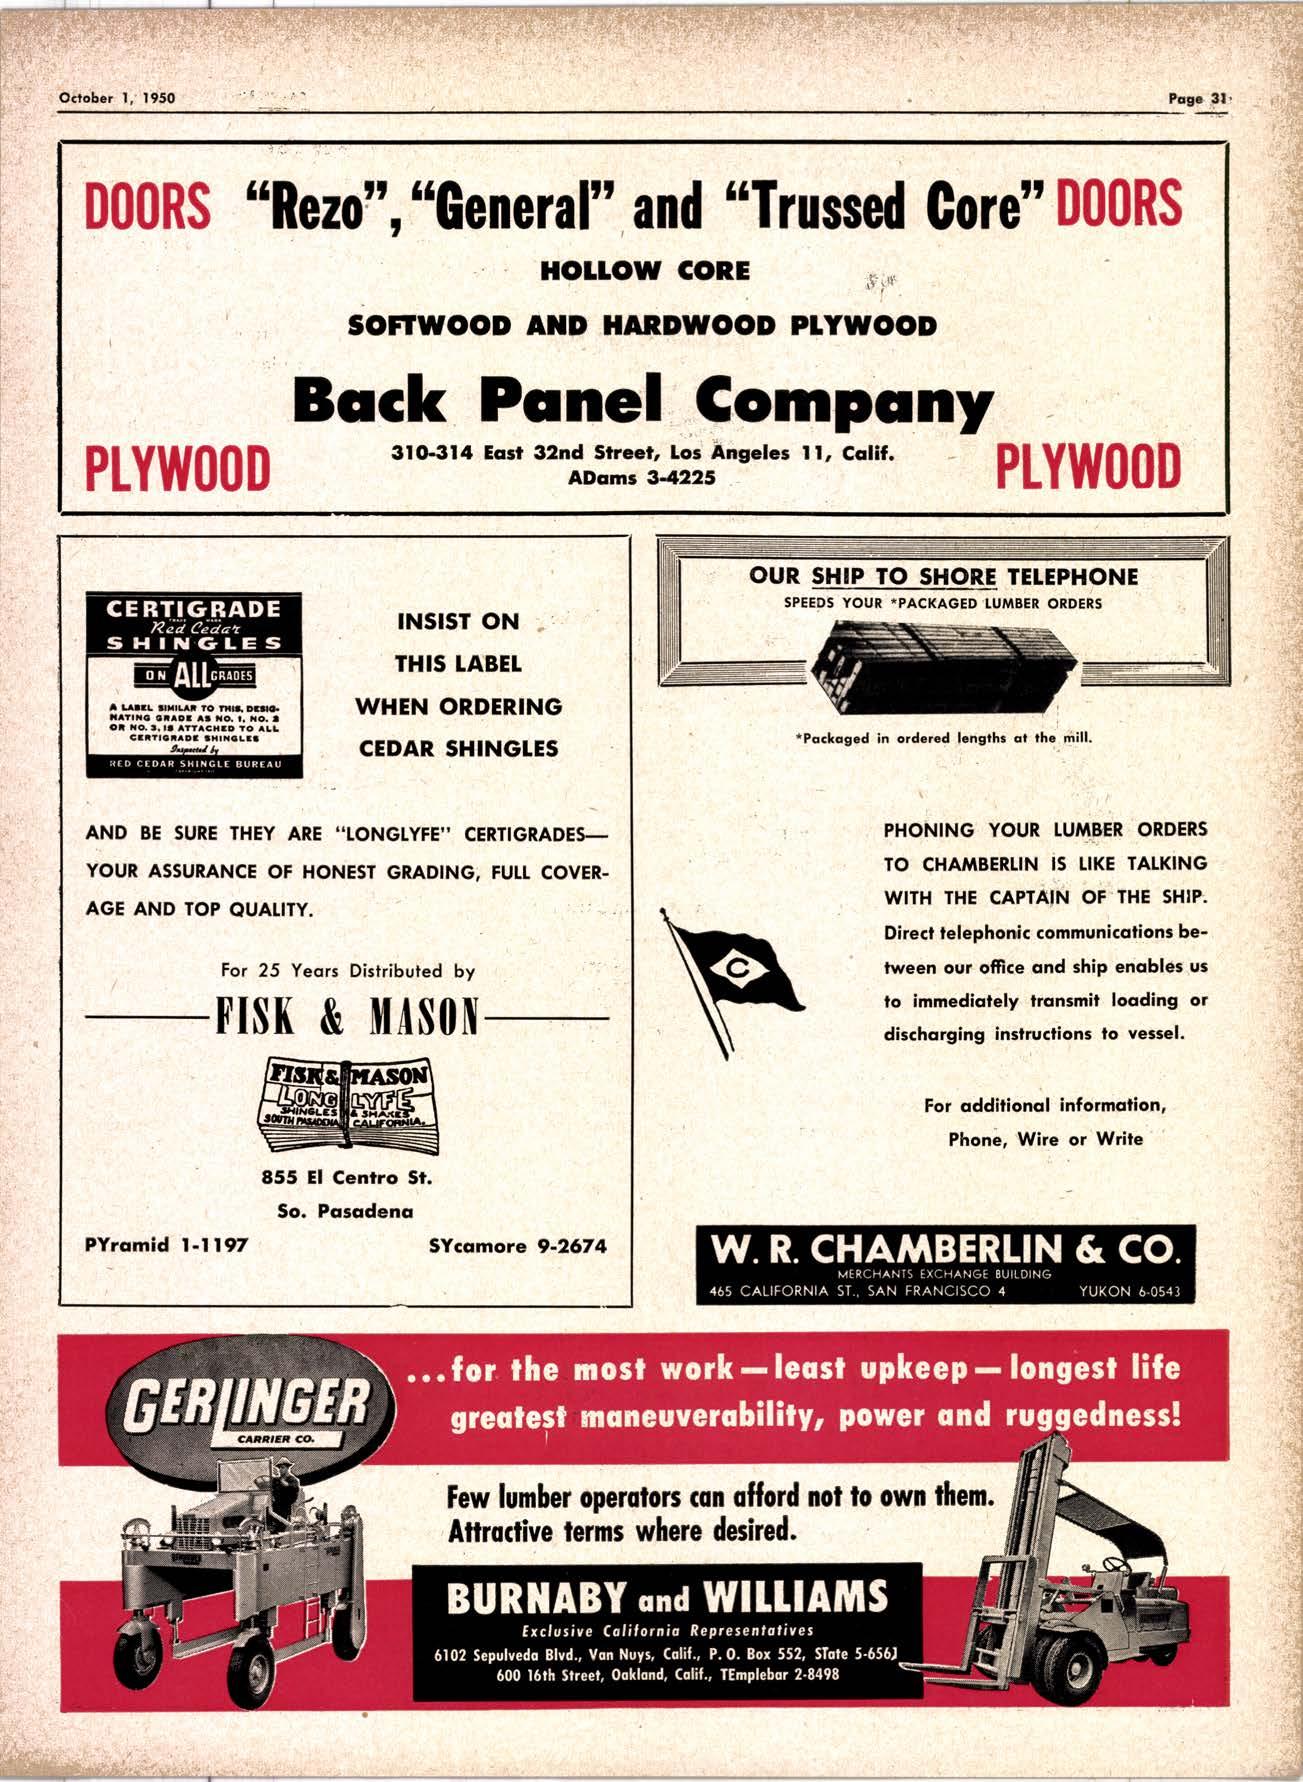 October 1, 1950
Page 31
DOORS "Rezo", "General" and "Trussed Core" DOORS
HOLLOW CORE
SOFTWOOD AND HARDWOOD PLYWOOD
Back Panel Company
PLYWOOD
310-314 East 32nd Street, Los Angeles 11, Calif.
ADams 3-4225
PLYWOOD
CERTIGRADE
TRADE MARK
Red Cedar
SHINGLES
ON ALL GRADES
A LABEL SIMILAR TO THIS, DESIG-
NATING GRADE AS NO. 1, NO. 2
OR NO. 3, IS ATTACHED TO ALL
CERTIGRADE SHINGLES
Inspected by
RED CEDAR SHINGLE BUREAU
INSIST ON
THIS LABEL
WHEN ORDERING
CEDAR SHINGLES
AND BE SURE THEY ARE "LONGLYFE" CERTIGRADES—
YOUR ASSURANCE OF HONEST GRADING, FULL COVER-
AGE AND TOP QUALITY.
For 25 Years Distributed by
FISK & MASON
FISK & MASON
LONG LYFE
SHINGLES & SHAKES
SOUTH PASADENA CALIFORNIA.
855 El Centro St.
So. Pasadena
PYramid 1-1197
SYcamore 9-2674
OUR SHIP TO SHORE TELEPHONE
SPEEDS YOUR *PACKAGED LUMBER ORDERS
*Packaged in ordered lengths at the mill.
PHONING YOUR LUMBER ORDERS
TO CHAMBERLIN IS LIKE TALKING
WITH THE CAPTAIN OF THE SHIP.
Direct telephonic communications be-
tween our office and ship enables us
to immediately transmit loading or
discharging instructions to vessel.
C
For additional information,
Phone, Wire or Write
W. R. CHAMBERLIN & CO.
MERCHANTS EXCHANGE BUILDING
465 CALIFORNIA ST., SAN FRANCISCO 4
YUKON 6-0543
GERLINGER
CARRIER CO.
...for the most work—least upkeep—longest life
greatest maneuverability, power and ruggedness!
Few lumber operators can afford not to own them.
Attractive terms where desired.
BURNABY and WILLIAMS
Exclusive California Representatives
6102 Sepulveda Blvd., Van Nuys, Calif., P. O. Box 552, STate 5-6561
600 16th Street, Oakland, Calif., TEmplebar 2-8498